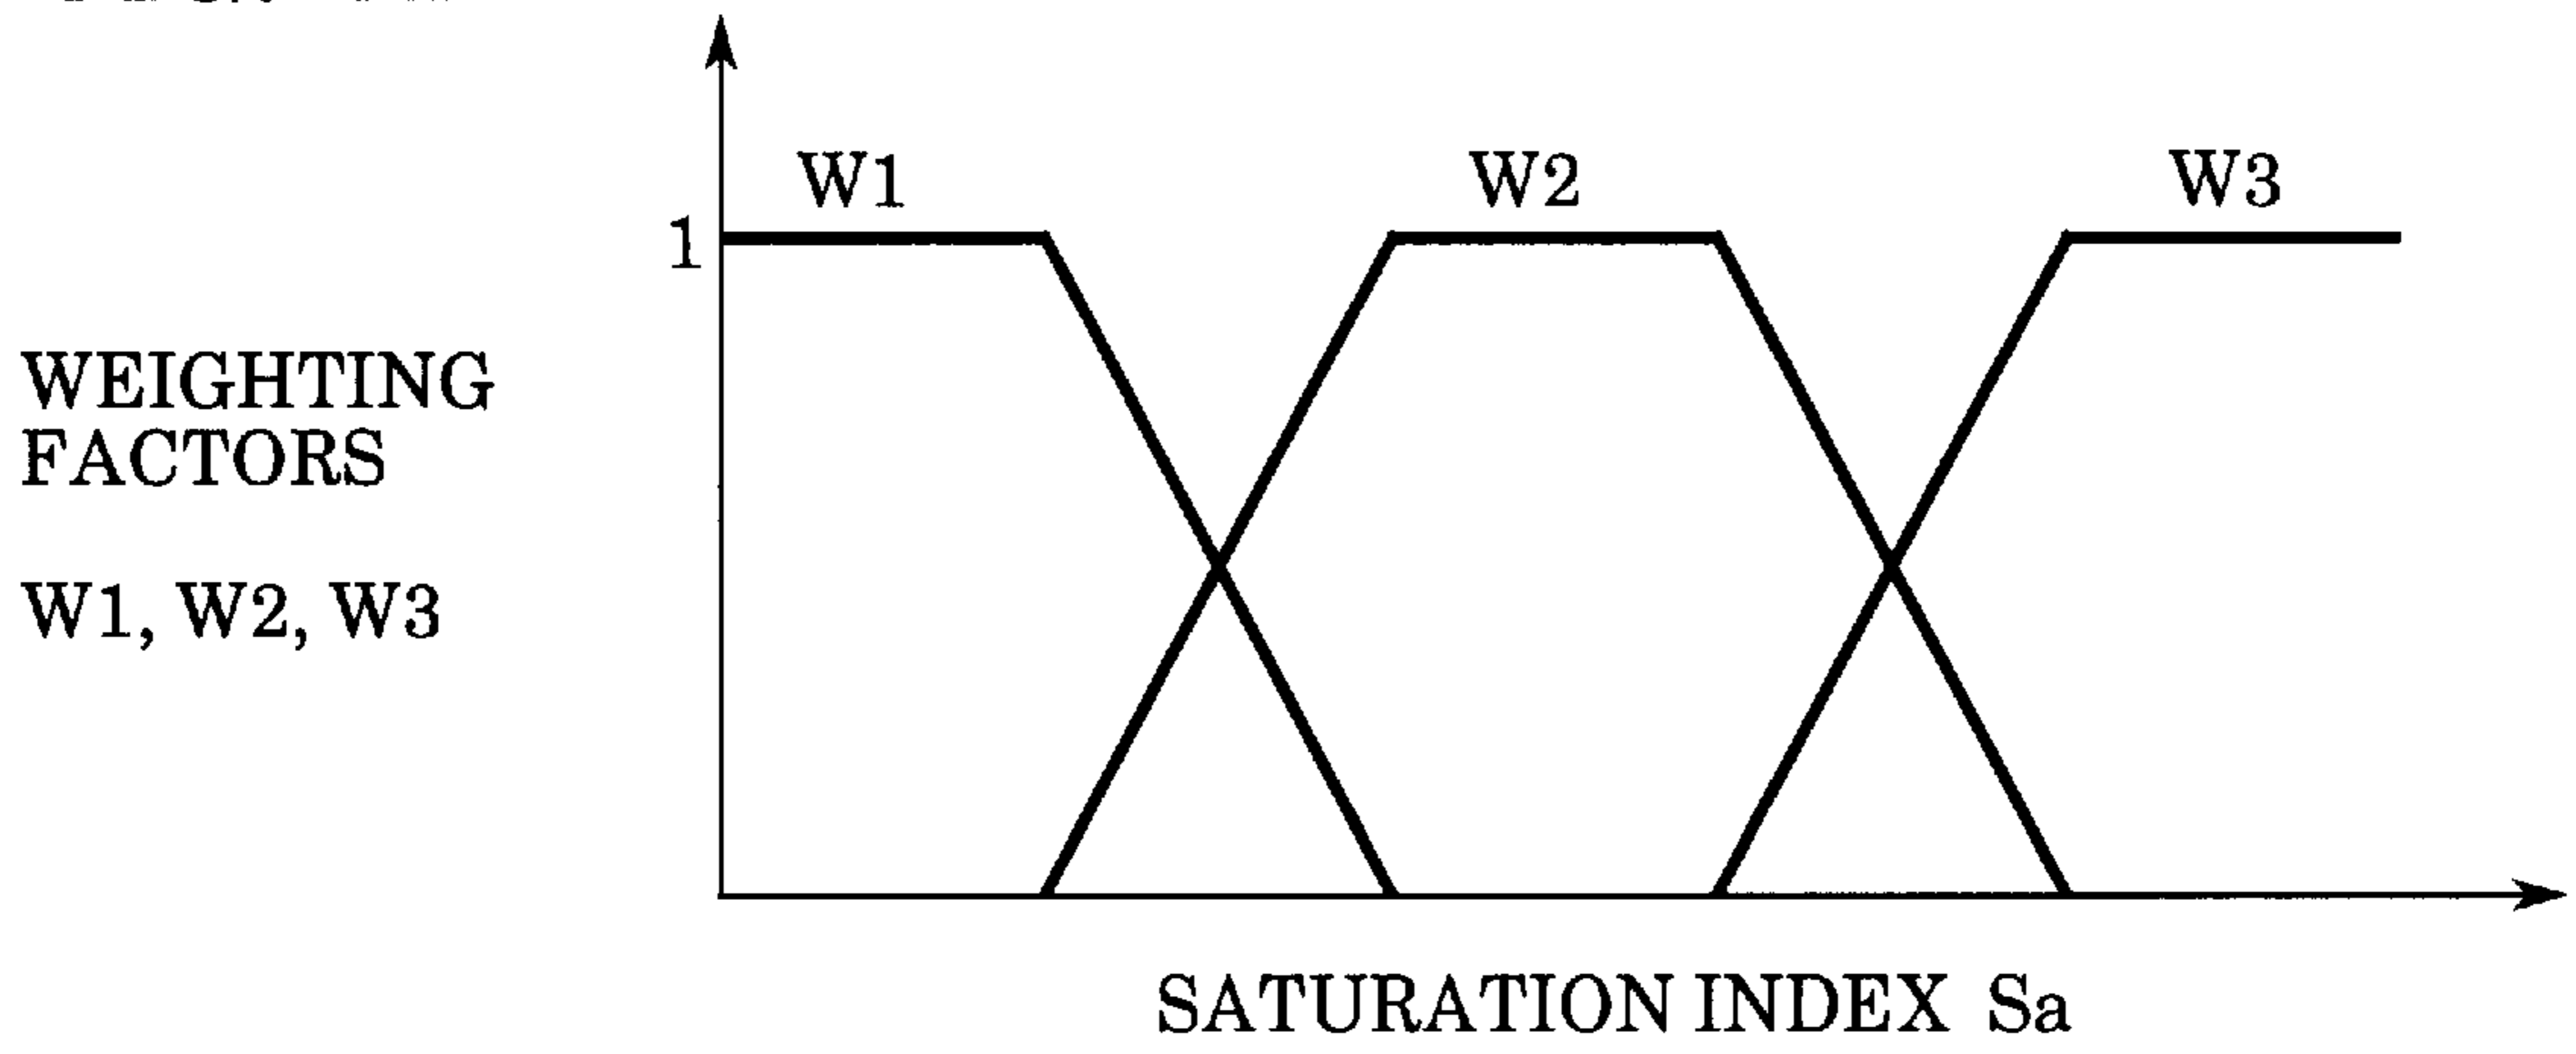 W1
W2
W3
1
WEIGHTING
FACTORS
W1, W2, W3
SATURATION INDEX Sa